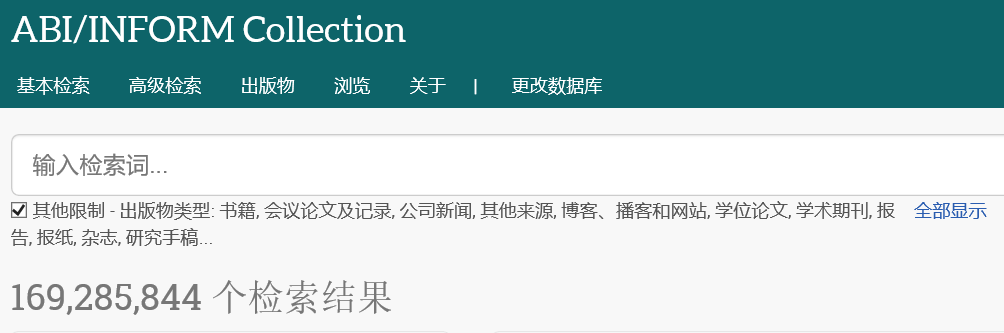 ABI/INFORM Collection
基本检索 高级检索 出版物 浏览 关于 | 更改数据库
输入检索词...
其他限制 - 出版物类型: 书籍, 会议论文及记录, 公司新闻, 其他来源, 博客、播客和网站, 学位论文, 学术期刊, 报 全部显示
告, 报纸, 杂志, 研究手稿...
169,285,844 个检索结果